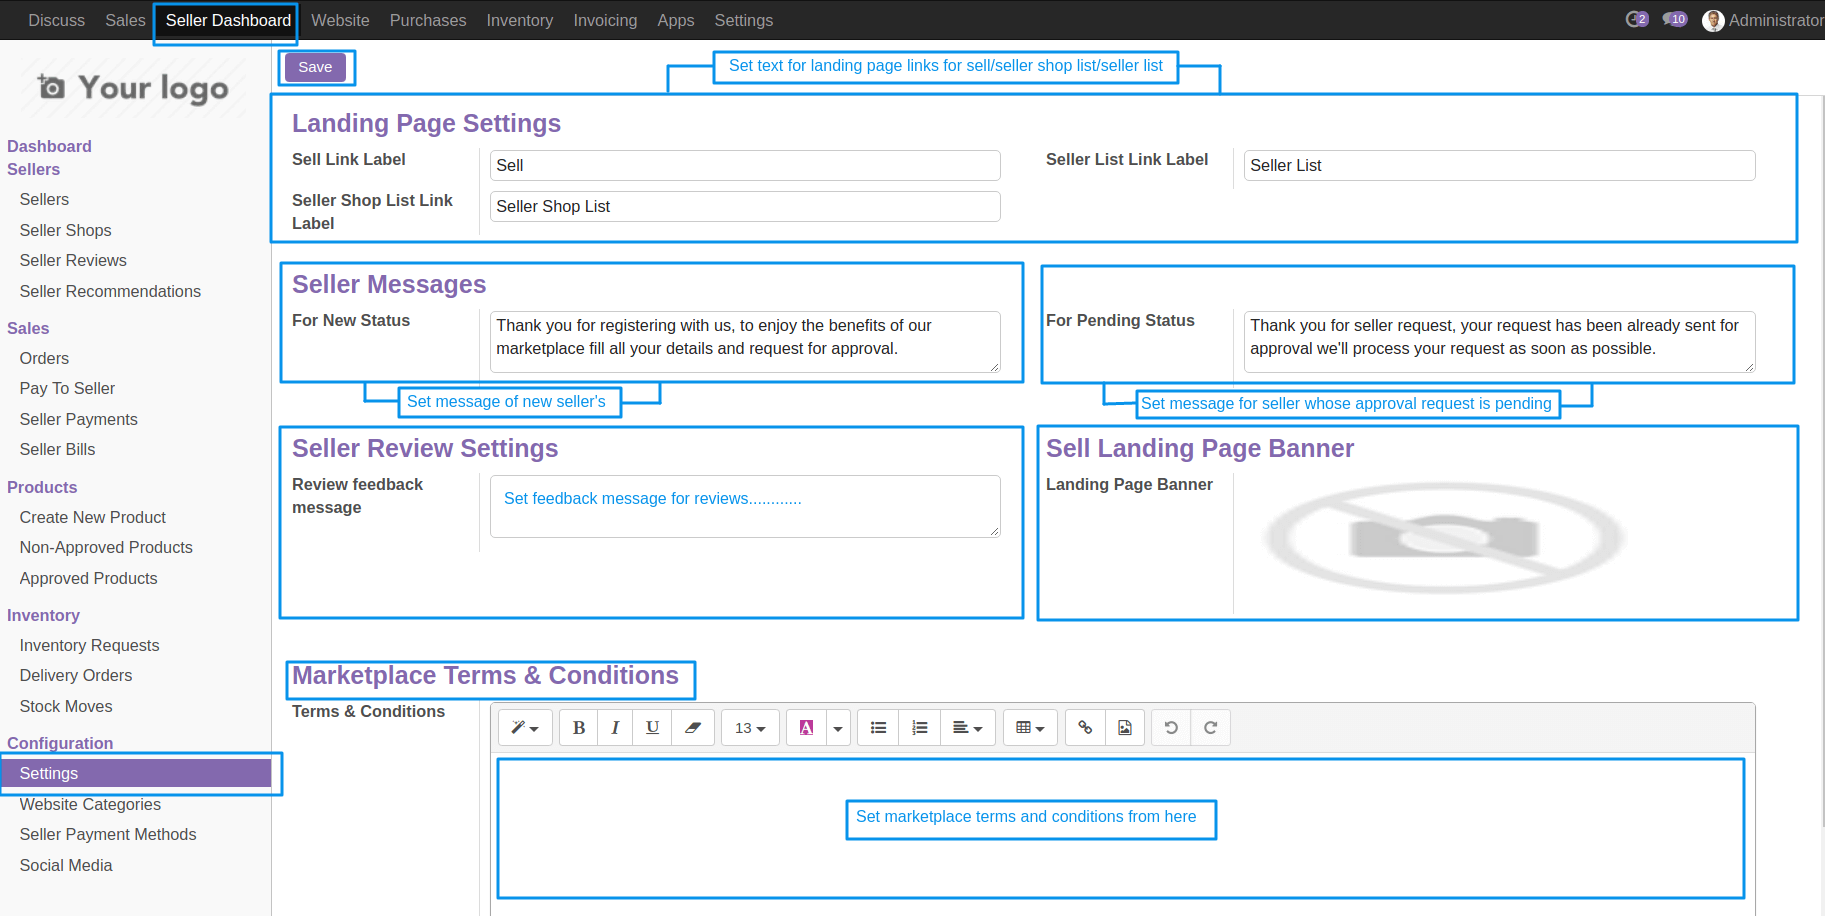 Discuss Sales Seller Dashboard Website Purchases Inventory Invoicing Apps Settings 2 10 Administrator
Your logo
Dashboard
Sellers
Sellers
Seller Shops
Seller Reviews
Seller Recommendations
Sales
Orders
Pay To Seller
Seller Payments
Seller Bills
Products
Create New Product
Non-Approved Products
Approved Products
Inventory
Inventory Requests
Delivery Orders
Stock Moves
Configuration
Settings
Website Categories
Seller Payment Methods
Social Media
Save
Set text for landing page links for sell/seller shop list/seller list
Landing Page Settings
Sell Link Label
Sell
Seller List Link Label
Seller List
Seller Shop List Link
Label
Seller Shop List
Seller Messages
For New Status
Thank you for registering with us, to enjoy the benefits of our
marketplace fill all your details and request for approval.
For Pending Status
Thank you for seller request, your request has been already sent for
approval we'll process your request as soon as possible.
Set message of new seller's
Set message for seller whose approval request is pending
Seller Review Settings
Review feedback
message
Set feedback message for reviews............
Sell Landing Page Banner
Landing Page Banner
Marketplace Terms & Conditions
Terms & Conditions
B I U 13 A
Set marketplace terms and conditions from here